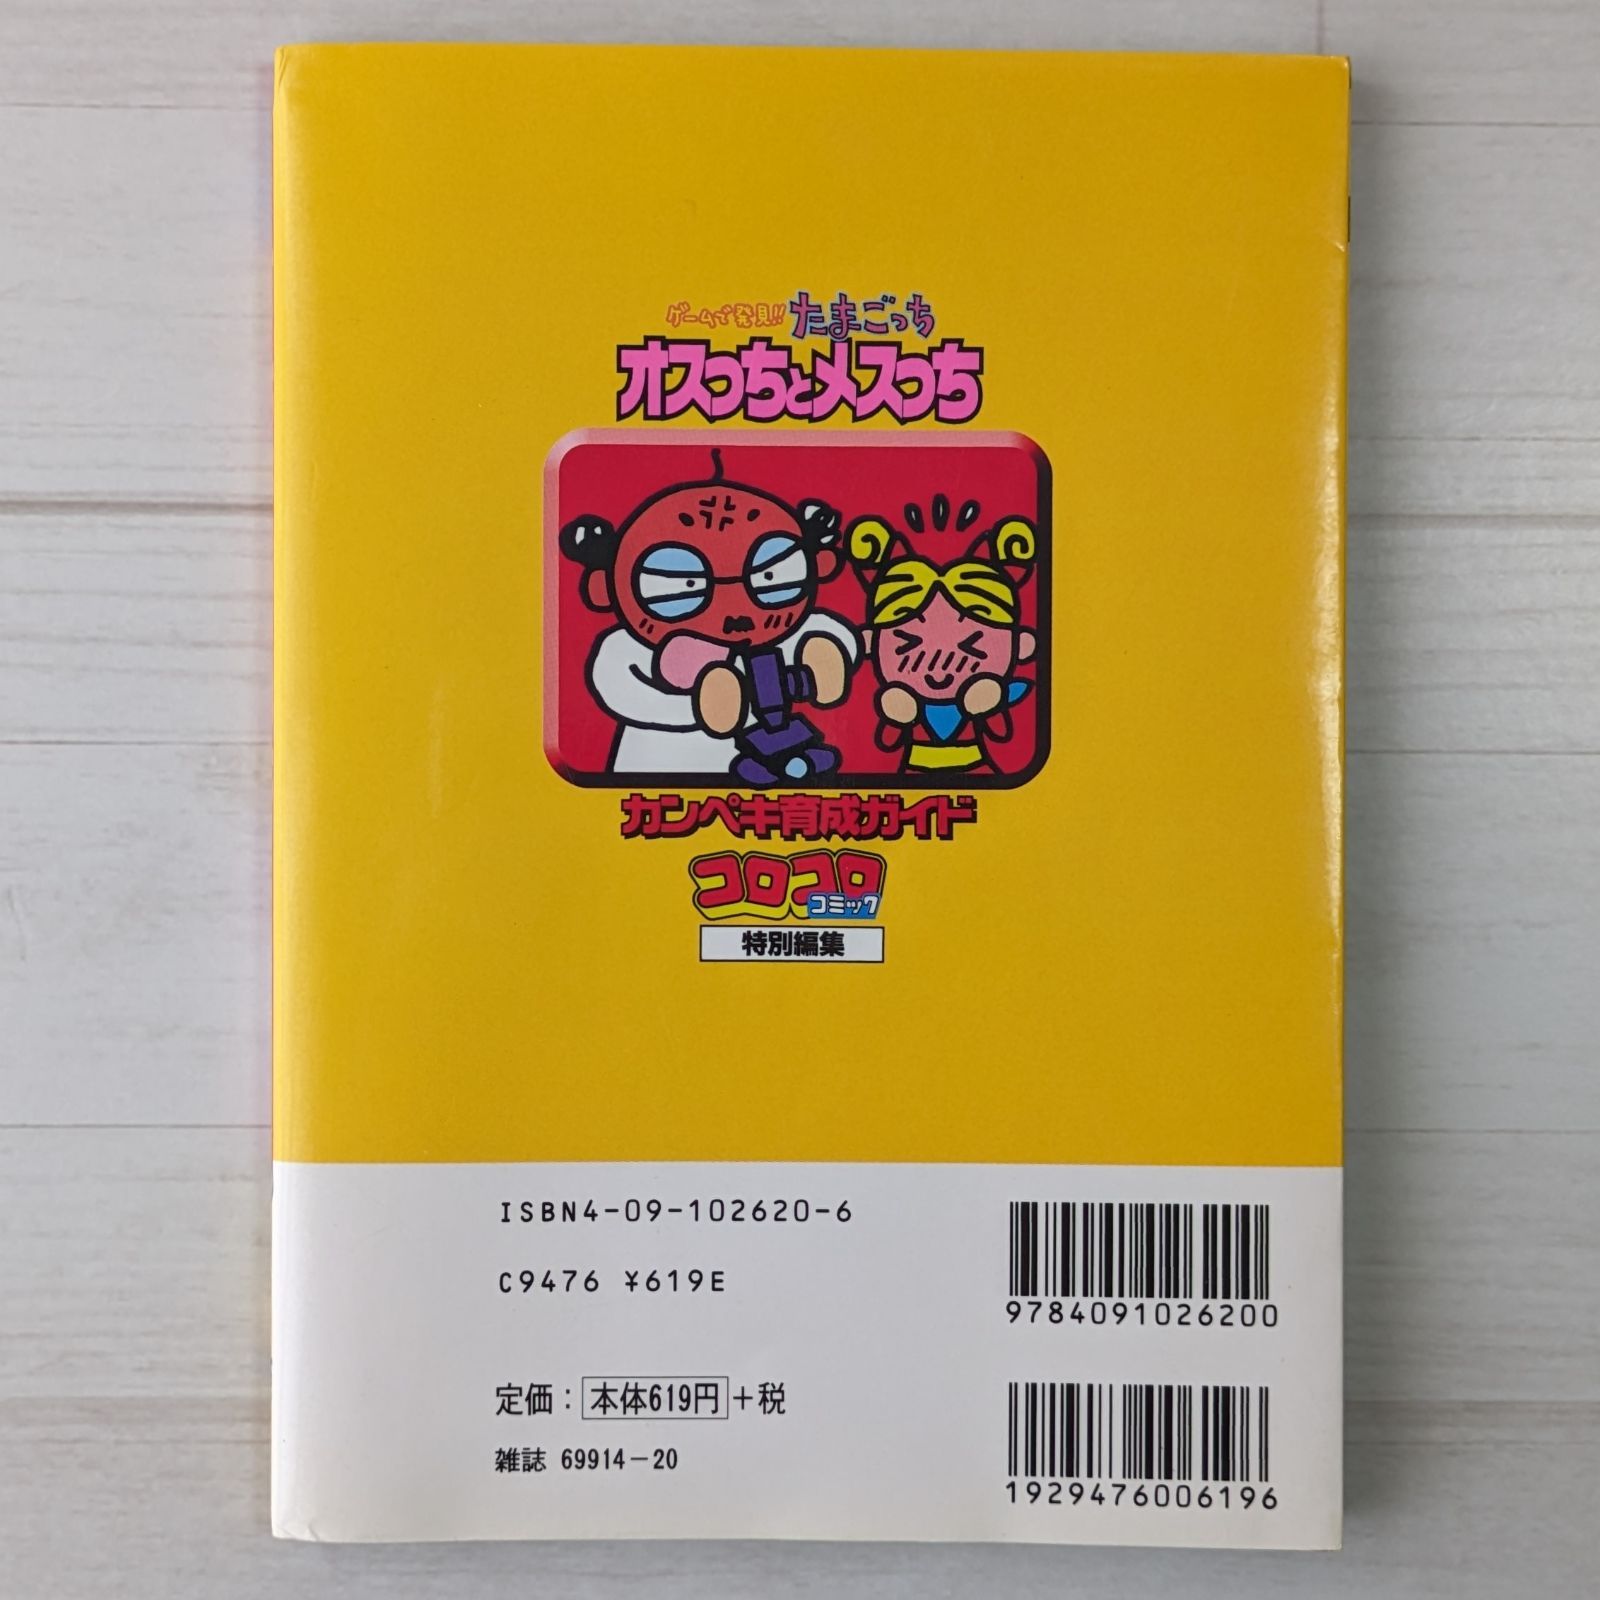 ゲームで発見!! たまごっち
オスっちとメスっち
カンペキ育成ガイド
コロコロ
コミック
特別編集
ISBN4-09-102620-6
C9476 ¥619E
9784091026200
定価：本体619円＋税
雑誌 69914－20
1929476006196